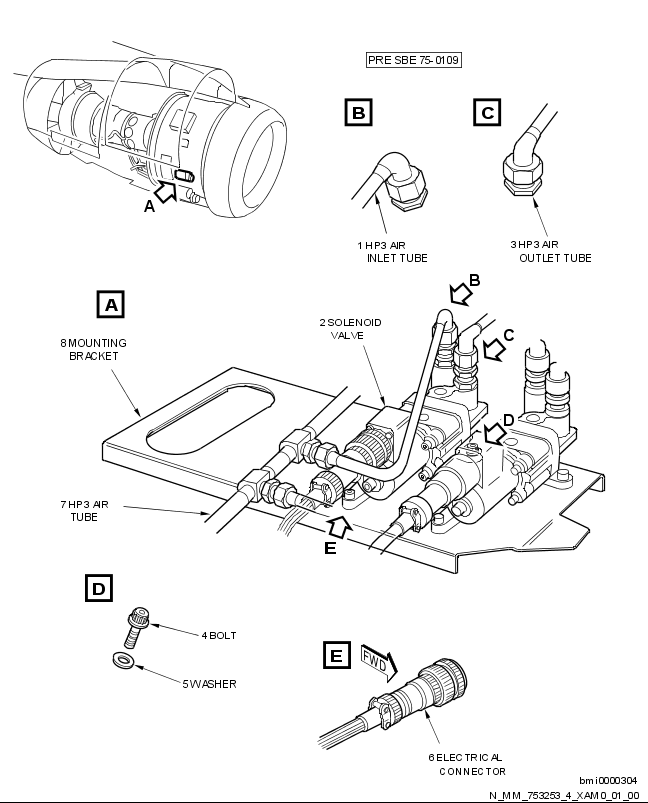 PRE SBE 75-0109
B
C
A
1 HP3 AIR
INLET TUBE
3 HP3 AIR
OUTLET TUBE
A
B
2 SOLENOID
VALVE
C
8 MOUNTING
BRACKET
D
7 HP3 AIR
TUBE
E
D
4 BOLT
5 WASHER
E
FWD
6 ELECTRICAL
CONNECTOR
bmi0000304
N_MM_753253_4_XAM0_01_00